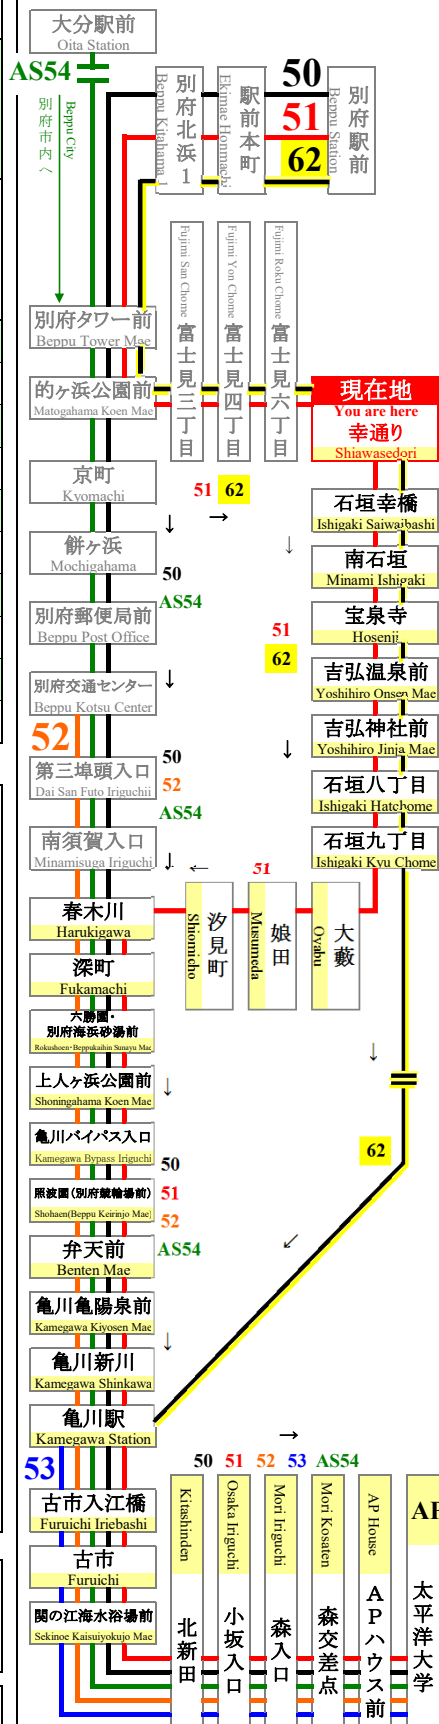 大分駅前
Oita Station
AS54
Beppu City
別府市内へ
別府北浜1
Beppu Kitahama 1
駅前本町
Ekimae Honmachi
50
51
62
別府駅前
Beppu Station
Fujimi San Chome
富士見三丁目
Fujimi Yon Chome
富士見四丁目
Fujimi Roku Chome
富士見六丁目
別府タワー前
Beppu Tower Mae
的ヶ浜公園前
Matogahama Koen Mae
現在地
You are here
幸通り
Shiawasedori
京町
Kyomachi
51 62
→
↓
石垣幸橋
Ishigaki Saiwaibashi
餅ヶ浜
Mochigahama
↓
南石垣
Minami Ishigaki
50
AS54
別府郵便局前
Beppu Post Office
51
62
宝泉寺
Hosenji
別府交通センター
Beppu Kotsu Center
↓
吉弘温泉前
Yoshihiro Onsen Mae
52
↓
吉弘神社前
Yoshihiro Jinja Mae
第三埠頭入口
Dai San Futo Iriguchii
50
52
AS54
石垣八丁目
Ishigaki Hatchome
南須賀入口
Minamisuga Iriguchi
↓
←
51
石垣九丁目
Ishigaki Kyu Chome
春木川
Harukigawa
汐見町
Shiomicho
娘田
Musumeda
大藪
Oyabu
深町
Fukamachi
六勝園・
別府海浜砂湯前
Rokushoen・Beppukaihin Sunayu Mae
↓
上人ヶ浜公園前
Shoningahama Koen Mae
↓
亀川バイパス入口
Kamegawa Bypass Iriguchi
62
50
51
52
AS54
照波園(別府競輪場前)
Shohaen(Beppu Keirinjo Mae)
弁天前
Benten Mae
↙
亀川亀陽泉前
Kamegawa Kiyosen Mae
↓
亀川新川
Kamegawa Shinkawa
亀川駅
Kamegawa Station
→
53
50 51 52 53 AS54
古市入江橋
Furuichi Iriebashi
古市
Furuichi
関の江海水浴場前
Sekinoe Kaisuiyokujo Mae
Kitashinden
北新田
Osaka Iriguchi
小坂入口
Mori Iriguchi
森入口
Mori Kosaten
森交差点
AP House
APハウス前
AP
太平洋大学